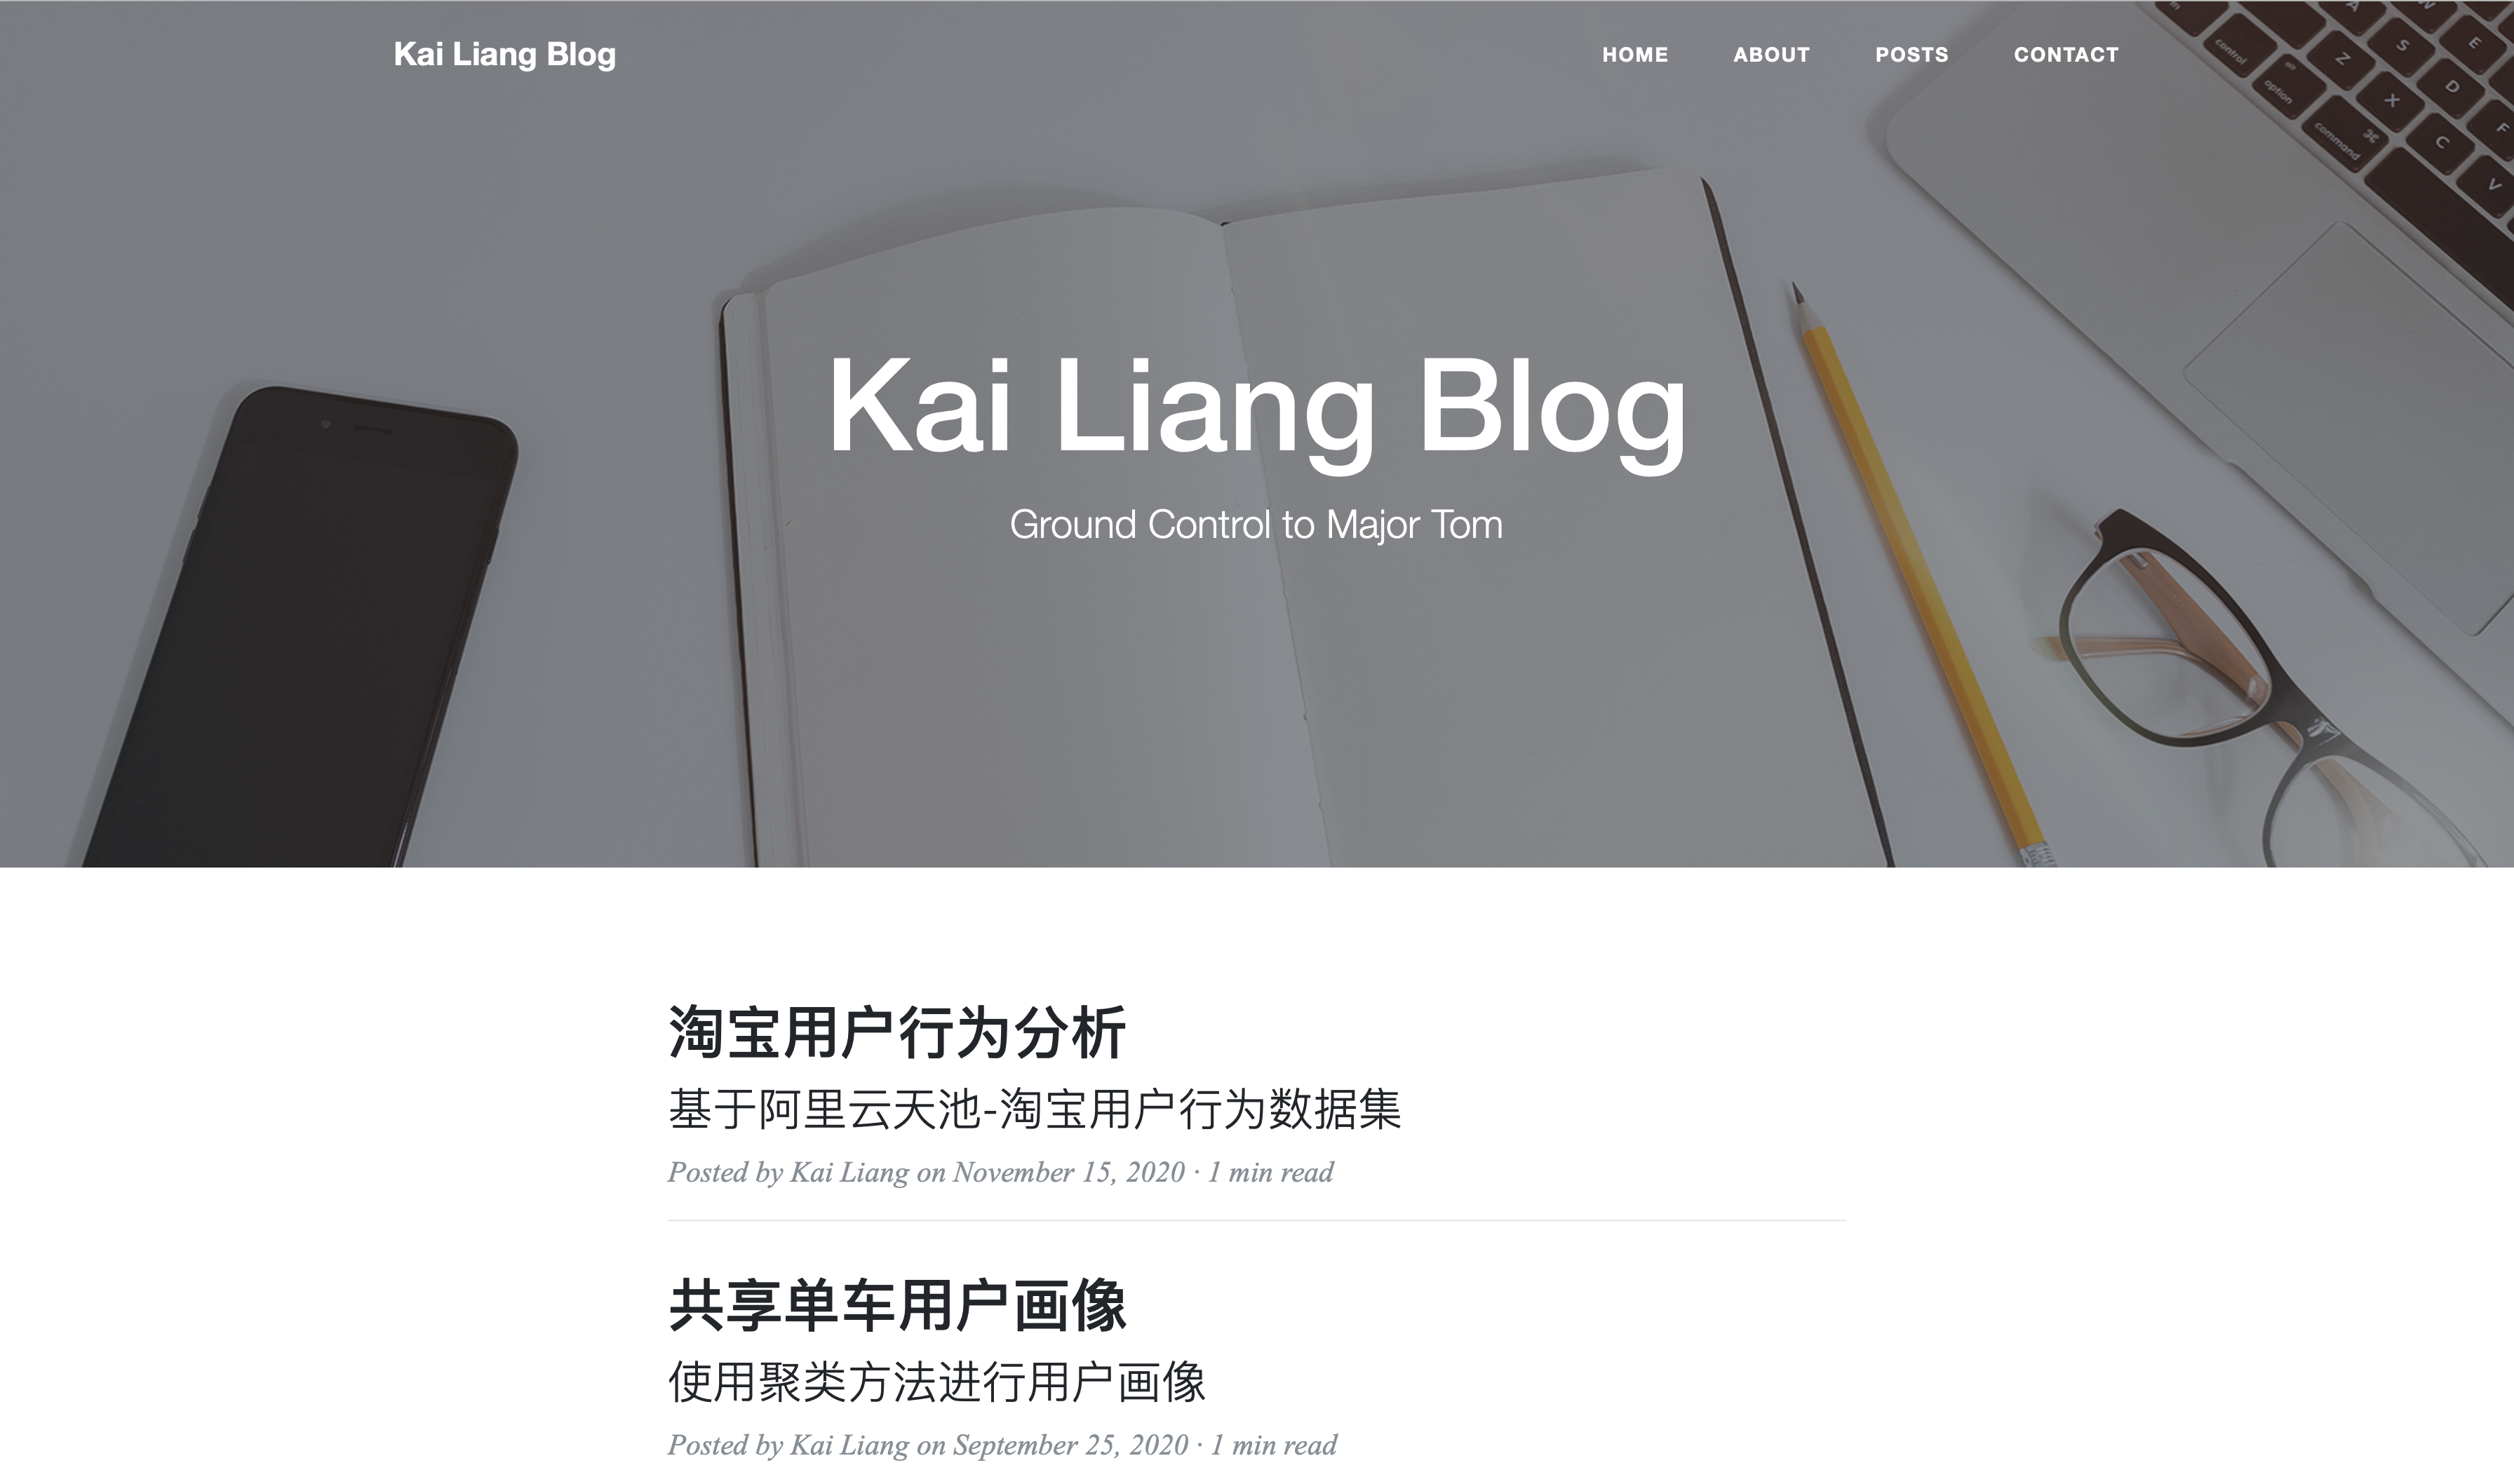 Kai Liang Blog
HOME ABOUT POSTS CONTACT
A
W
S
E
control
Z
D
alt
option
X
F
⌘
command
C
V
Kai Liang Blog
Ground Control to Major Tom
淘宝用户行为分析
基于阿里云天池-淘宝用户行为数据集
Posted by Kai Liang on November 15, 2020 · 1 min read
共享单车用户画像
使用聚类方法进行用户画像
Posted by Kai Liang on September 25, 2020 · 1 min read